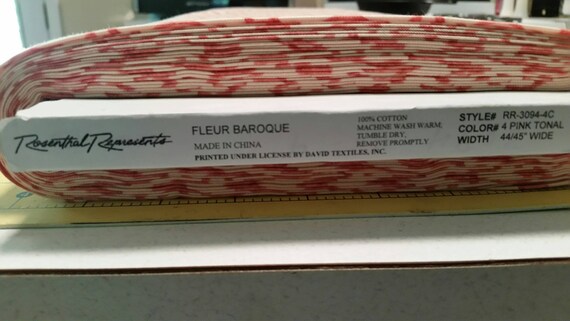 Rosenthal Represents
FLEUR BAROQUE
MADE IN CHINA
PRINTED UNDER LICENSE BY DAVID TEXTILES, INC.
100% COTTON
MACHINE WASH WARM,
TUMBLE DRY,
REMOVE PROMPTLY
STYLE# RR-3094-4C
COLOR# 4 PINK TONAL
WIDTH 44/45" WIDE